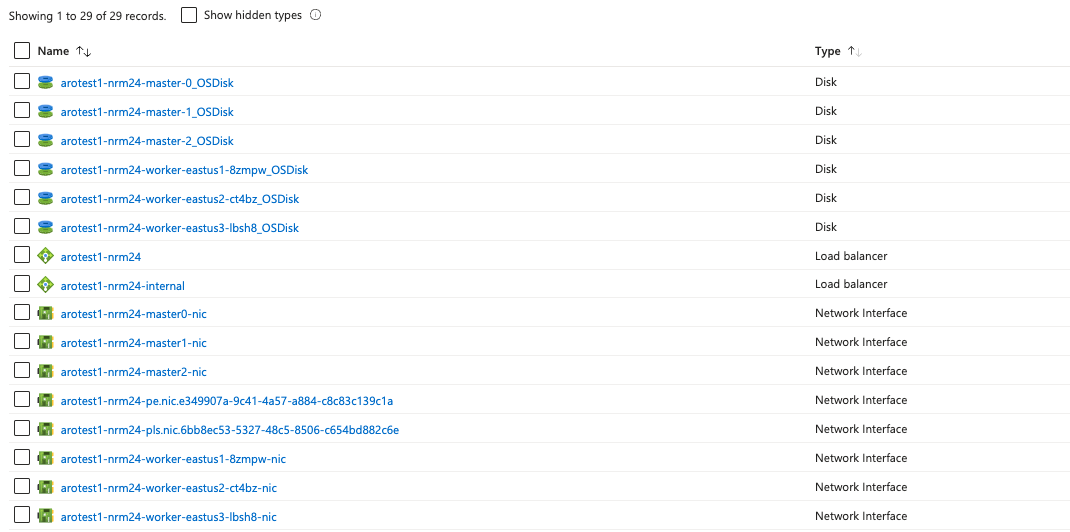 Showing 1 to 29 of 29 records. Show hidden types
Name Type
arotest1-nrm24-master-0_OSDisk Disk
arotest1-nrm24-master-1_OSDisk Disk
arotest1-nrm24-master-2_OSDisk Disk
arotest1-nrm24-worker-eastus1-8zmpw_OSDisk Disk
arotest1-nrm24-worker-eastus2-ct4bz_OSDisk Disk
arotest1-nrm24-worker-eastus3-lbsh8_OSDisk Disk
arotest1-nrm24 Load balancer
arotest1-nrm24-internal Load balancer
arotest1-nrm24-master0-nic Network Interface
arotest1-nrm24-master1-nic Network Interface
arotest1-nrm24-master2-nic Network Interface
arotest1-nrm24-pe.nic.e349907a-9c41-4a57-a884-c8c83c139c1a Network Interface
arotest1-nrm24-pls.nic.6bb8ec53-5327-48c5-8506-c654bd882c6e Network Interface
arotest1-nrm24-worker-eastus1-8zmpw-nic Network Interface
arotest1-nrm24-worker-eastus2-ct4bz-nic Network Interface
arotest1-nrm24-worker-eastus3-lbsh8-nic Network Interface